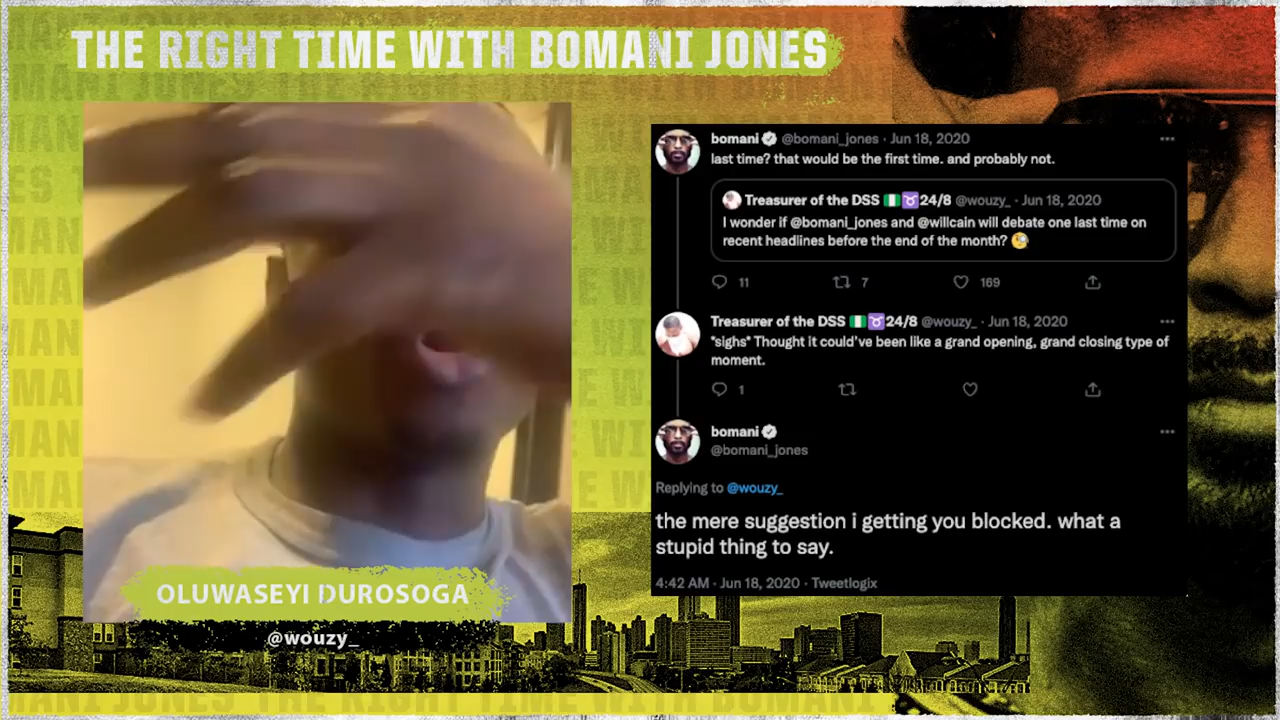 THE RIGHT TIME WITH BOMANI JONES
bomani @bomani_jones · Jun 18, 2020
last time? that would be the first time. and probably not.
Treasurer of the DSS 🇳🇬♉24/8 @wouzy_ · Jun 18, 2020
I wonder if @bomani_jones and @willcain will debate one last time on
recent headlines before the end of the month? 🧐
11 7 169
Treasurer of the DSS 🇳🇬♉24/8 @wouzy_ · Jun 18, 2020
*sighs* Thought it could've been like a grand opening, grand closing type of
moment.
1
bomani
@bomani_jones
Replying to @wouzy_
the mere suggestion i getting you blocked. what a
stupid thing to say.
4:42 AM · Jun 18, 2020 · Tweetlogix
OLUWASEYI DUROSOGA
@wouzy_